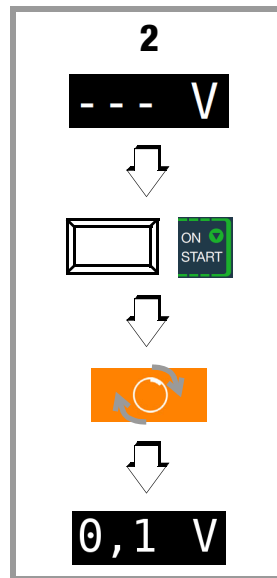 2
--- V
ON
START
0,1 V